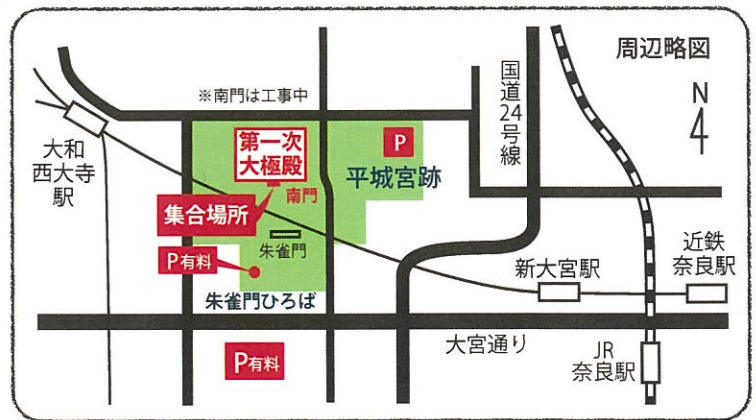 周辺略図
N
※南門は工事中
国道24号線
大和
西大寺
駅
第一次
大極殿
P
平城宮跡
南門
集合場所
朱雀門
P有料
朱雀門ひろば
新大宮駅
近鉄
奈良駅
大宮通り
P有料
JR
奈良駅